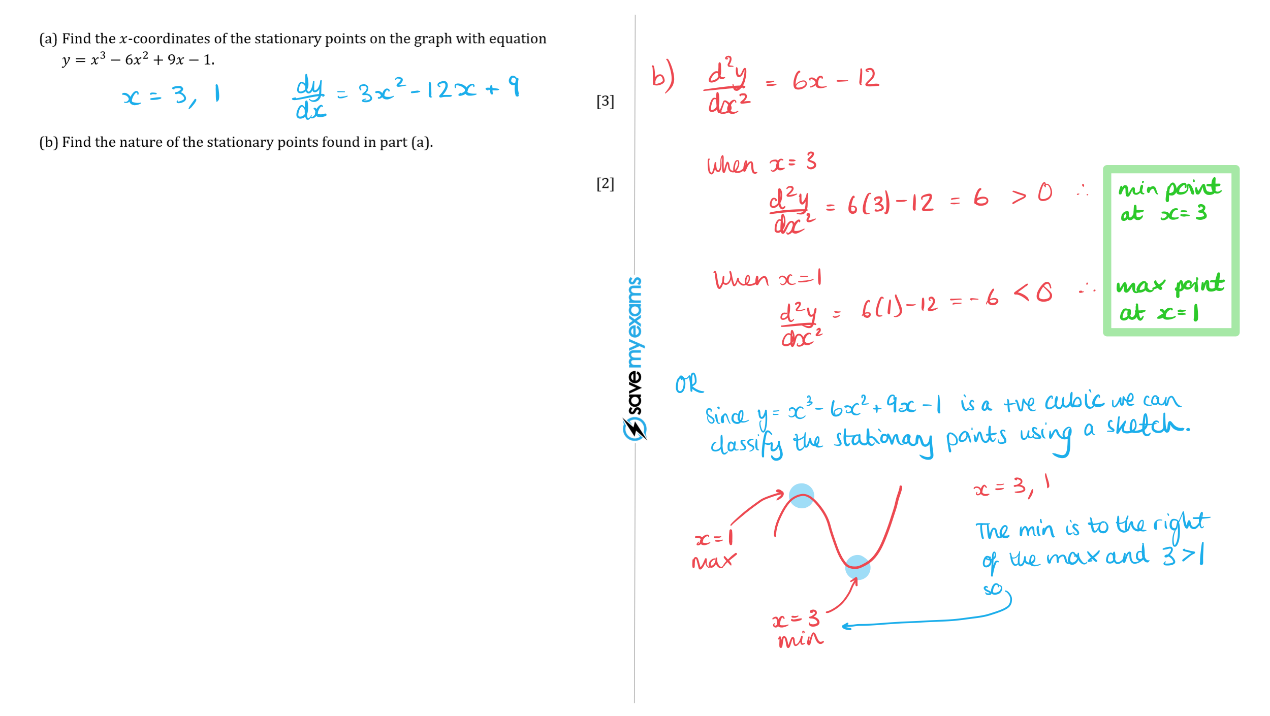 (a) Find the x-coordinates of the stationary points on the graph with equation
y = x³ − 6x² + 9x − 1.
x = 3, 1
dy/dx = 3x² − 12x + 9
[3]
(b) Find the nature of the stationary points found in part (a).
[2]
save my exams
b) d²y/dx² = 6x − 12
When x = 3
d²y/dx² = 6(3) − 12 = 6 > 0 ∴
min point
at x = 3
When x = 1
d²y/dx² = 6(1) − 12 = −6 < 0 ∴
max point
at x = 1
OR
Since y = x³ − 6x² + 9x − 1 is a +ve cubic we can
classify the stationary points using a sketch.
x = 1
max
x = 3
min
x = 3, 1
The min is to the right
of the max and 3 > 1
so